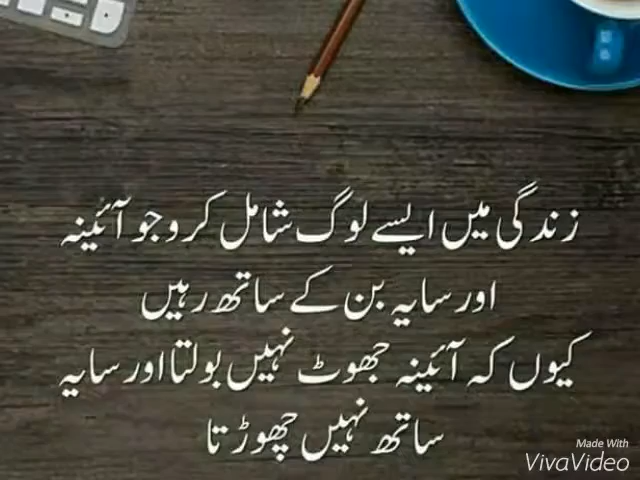 زندگی میں ایسے لوگ شامل کرو جو آئینہ
اور سایہ بن کے ساتھ رہیں
کیوں کہ آئینہ جھوٹ نہیں بولتا اور سایہ
ساتھ نہیں چھوڑتا
Made With
VivaVideo